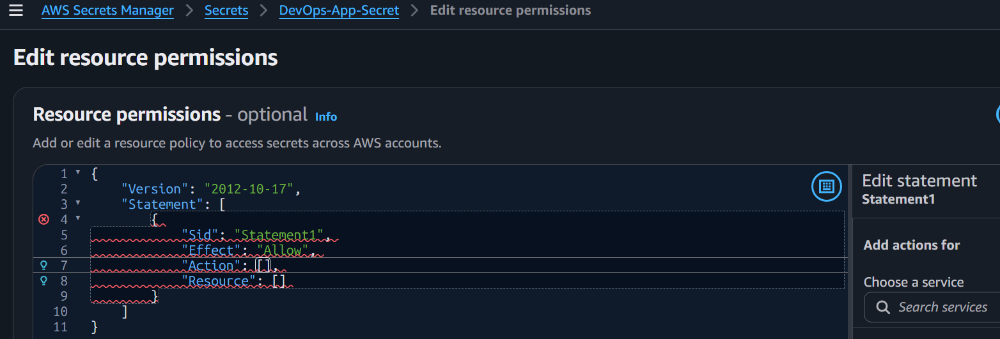 AWS Secrets Manager > Secrets > DevOps-App-Secret > Edit resource permissions
Edit resource permissions
Resource permissions - optional Info
Add or edit a resource policy to access secrets across AWS accounts.
1 {
2 "Version": "2012-10-17",
3 "Statement": [
4 {
5 "Sid": "Statement1",
6 "Effect": "Allow",
7 "Action": [],
8 "Resource": []
9 }
10 ]
11 }
Edit statement
Statement1
Add actions for
Choose a service
Search services